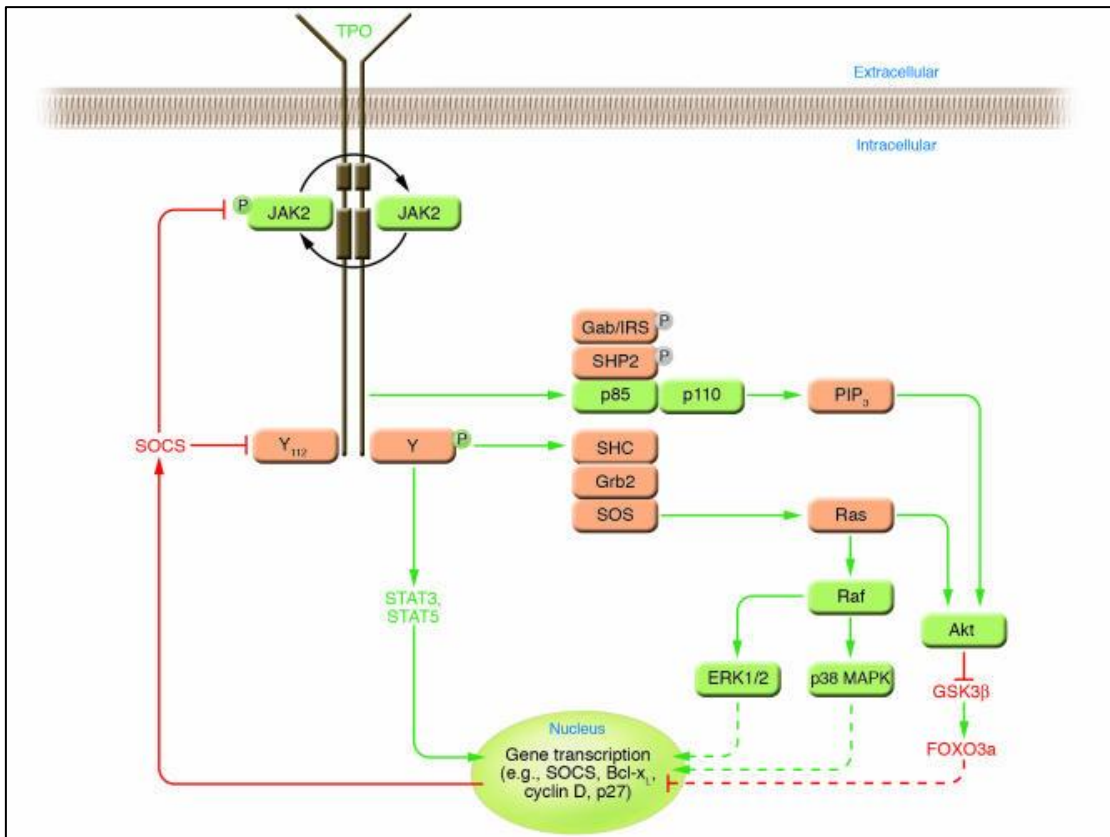 TPO
Extracellular
Intracellular
P
JAK2
JAK2
Gab/IRS
P
SHP2
P
p85
p110
PIP₃
SOCS
Y₁₁₂
Y
P
SHC
Grb2
SOS
Ras
STAT3,
STAT5
Raf
Akt
ERK1/2
p38 MAPK
GSK3β
Nucleus
Gene transcription
(e.g., SOCS, Bcl-xL,
cyclin D, p27)
FOXO3a